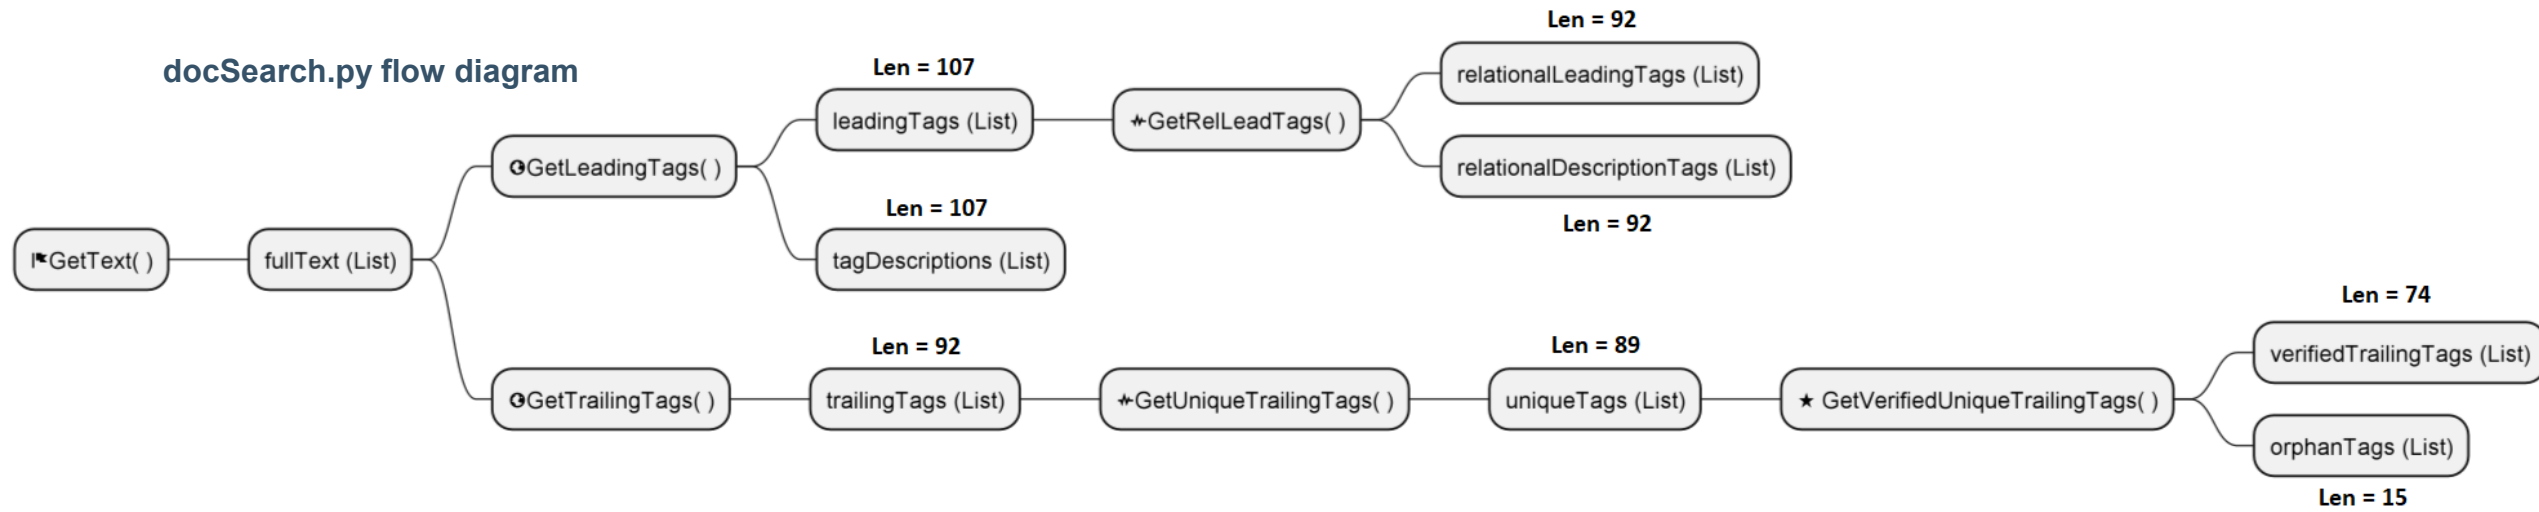 docSearch.py flow diagram
GetText( )
fullText (List)
GetLeadingTags( )
Len = 107
leadingTags (List)
Len = 107
tagDescriptions (List)
GetRelLeadTags( )
Len = 92
relationalLeadingTags (List)
relationalDescriptionTags (List)
Len = 92
GetTrailingTags( )
Len = 92
trailingTags (List)
GetUniqueTrailingTags( )
Len = 89
uniqueTags (List)
★ GetVerifiedUniqueTrailingTags( )
Len = 74
verifiedTrailingTags (List)
orphanTags (List)
Len = 15